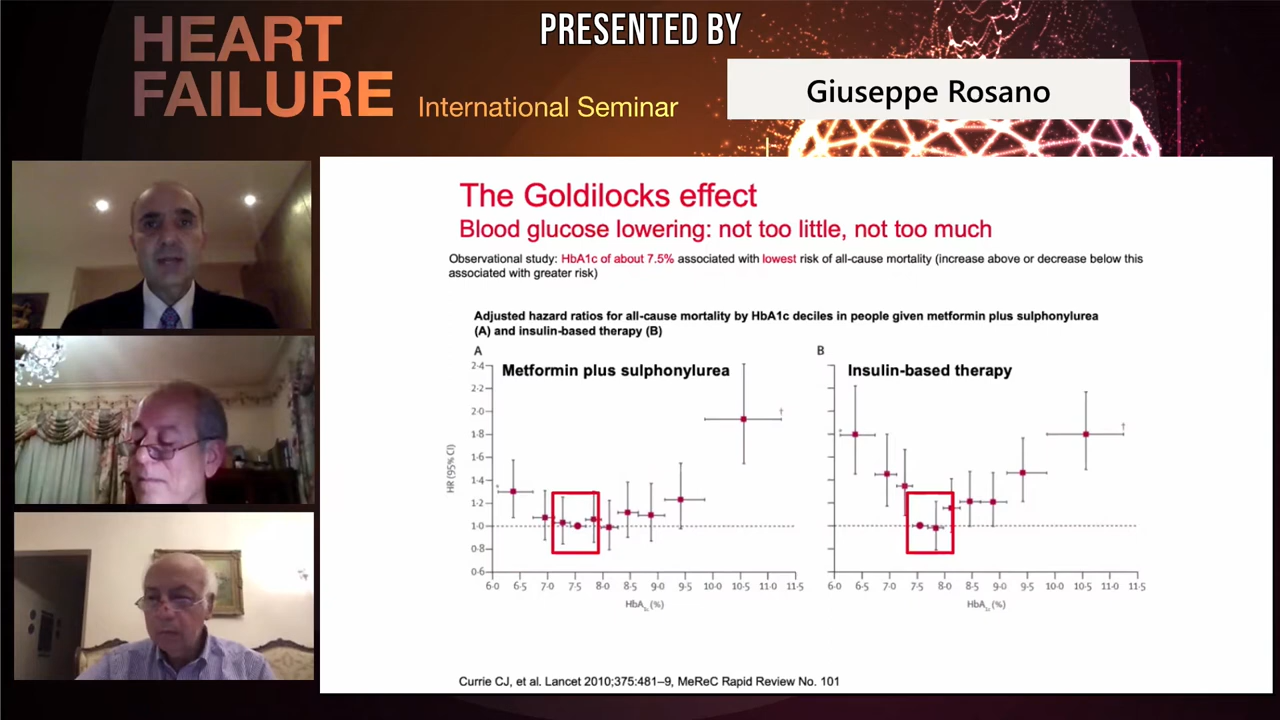 HEART
FAILURE
International Seminar
PRESENTED BY
Giuseppe Rosano
The Goldilocks effect
Blood glucose lowering: not too little, not too much
Observational study: HbA1c of about 7.5% associated with lowest risk of all-cause mortality (increase above or decrease below this
associated with greater risk)
Adjusted hazard ratios for all-cause mortality by HbA1c deciles in people given metformin plus sulphonylurea
(A) and insulin-based therapy (B)
A
Metformin plus sulphonylurea
HR (95% CI)
2·4
2·2
2·0
1·8
1·6
1·4
1·2
1·0
0·8
0·6
*
†
6·0 6·5 7·0 7·5 8·0 8·5 9·0 9·5 10·0 10·5 11·0 11·5
HbA1c (%)
B
Insulin-based therapy
*
†
6·0 6·5 7·0 7·5 8·0 8·5 9·0 9·5 10·0 10·5 11·0 11·5
HbA1c (%)
Currie CJ, et al. Lancet 2010;375:481–9, MeReC Rapid Review No. 101